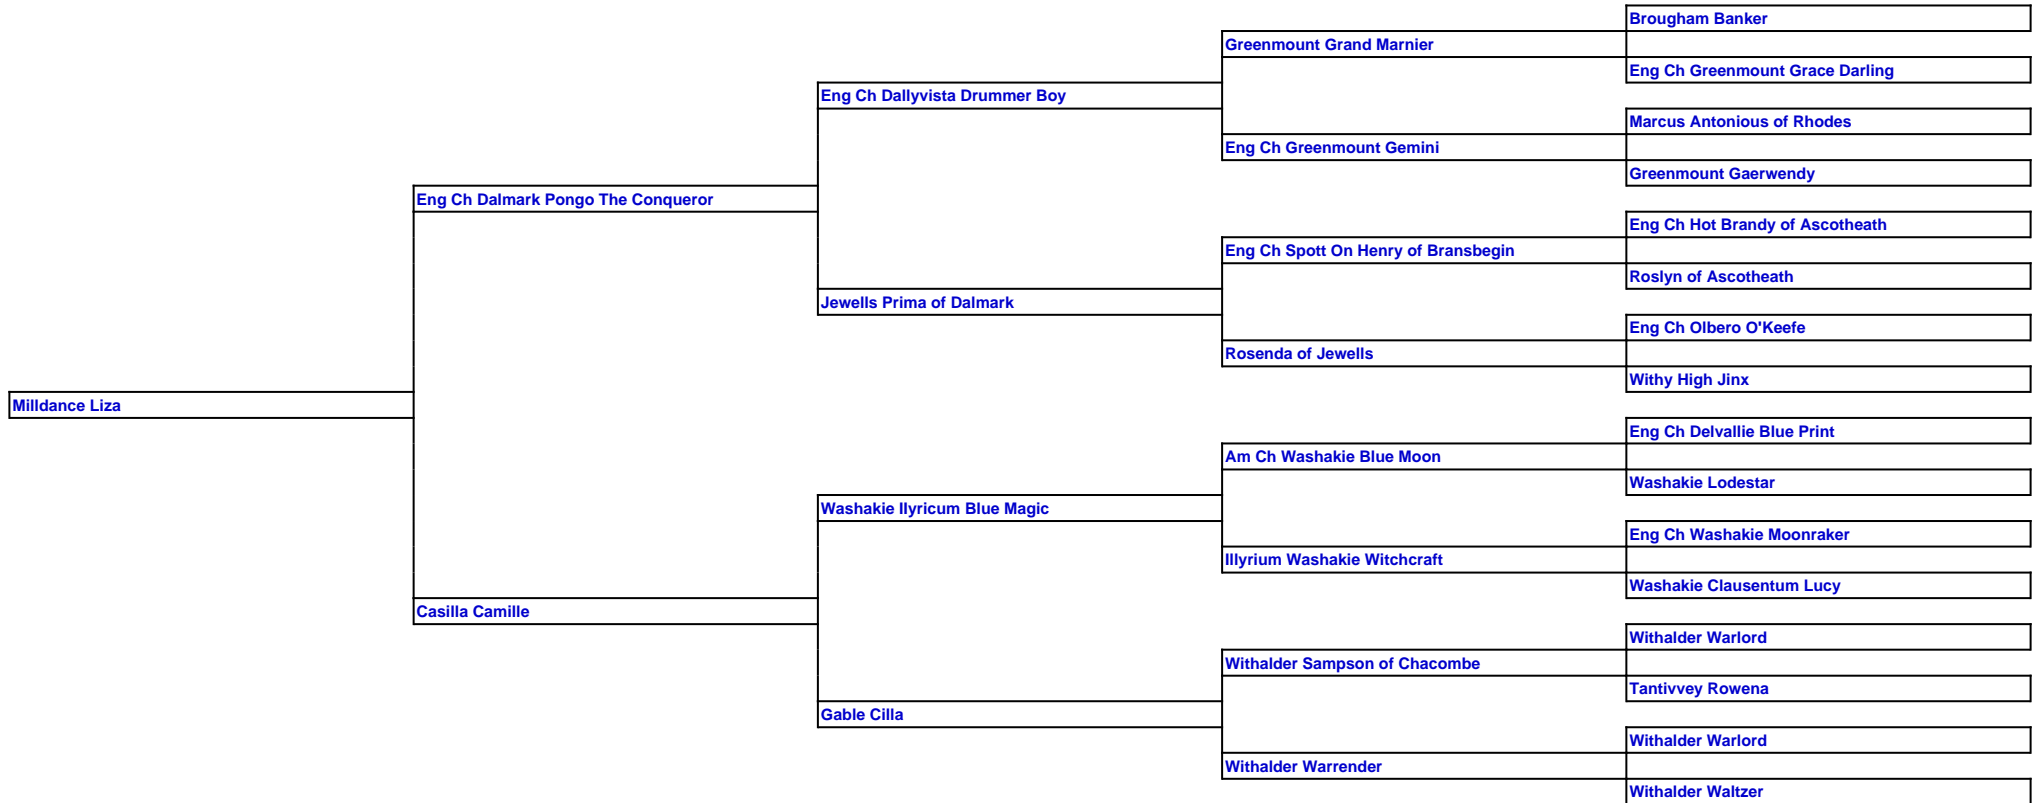 Brougham Banker
Greenmount Grand Marnier
Eng Ch Greenmount Grace Darling
Eng Ch Dallyvista Drummer Boy
Marcus Antonious of Rhodes
Eng Ch Greenmount Gemini
Greenmount Gaerwendy
Eng Ch Dalmark Pongo The Conqueror
Eng Ch Hot Brandy of Ascotheath
Eng Ch Spott On Henry of Bransbegin
Roslyn of Ascotheath
Jewells Prima of Dalmark
Eng Ch Olbero O'Keefe
Rosenda of Jewells
Withy High Jinx
Milldance Liza
Eng Ch Delvallie Blue Print
Am Ch Washakie Blue Moon
Washakie Lodestar
Washakie Ilyricum Blue Magic
Eng Ch Washakie Moonraker
Illyrium Washakie Witchcraft
Washakie Clausentum Lucy
Casilla Camille
Withalder Warlord
Withalder Sampson of Chacombe
Tantivvey Rowena
Gable Cilla
Withalder Warlord
Withalder Warrender
Withalder Waltzer